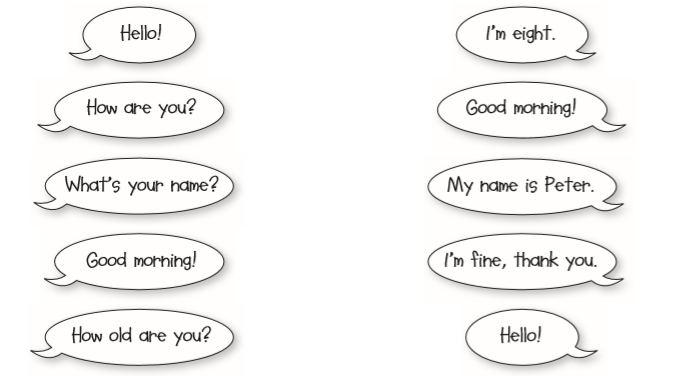 Hello!
I'm eight.
How are you?
Good morning!
What's your name?
My name is Peter.
Good morning!
I'm fine, thank you.
How old are you?
Hello!